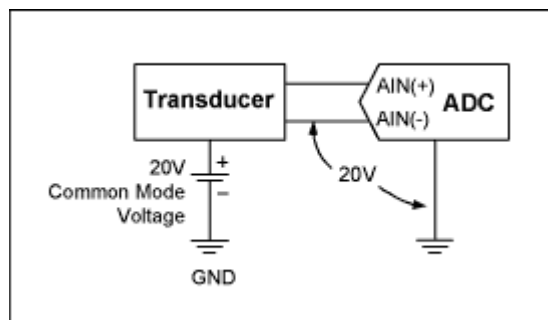 Transducer
AIN(+)
AIN(-)
ADC
20V
+
Common Mode
–
Voltage
20V
GND